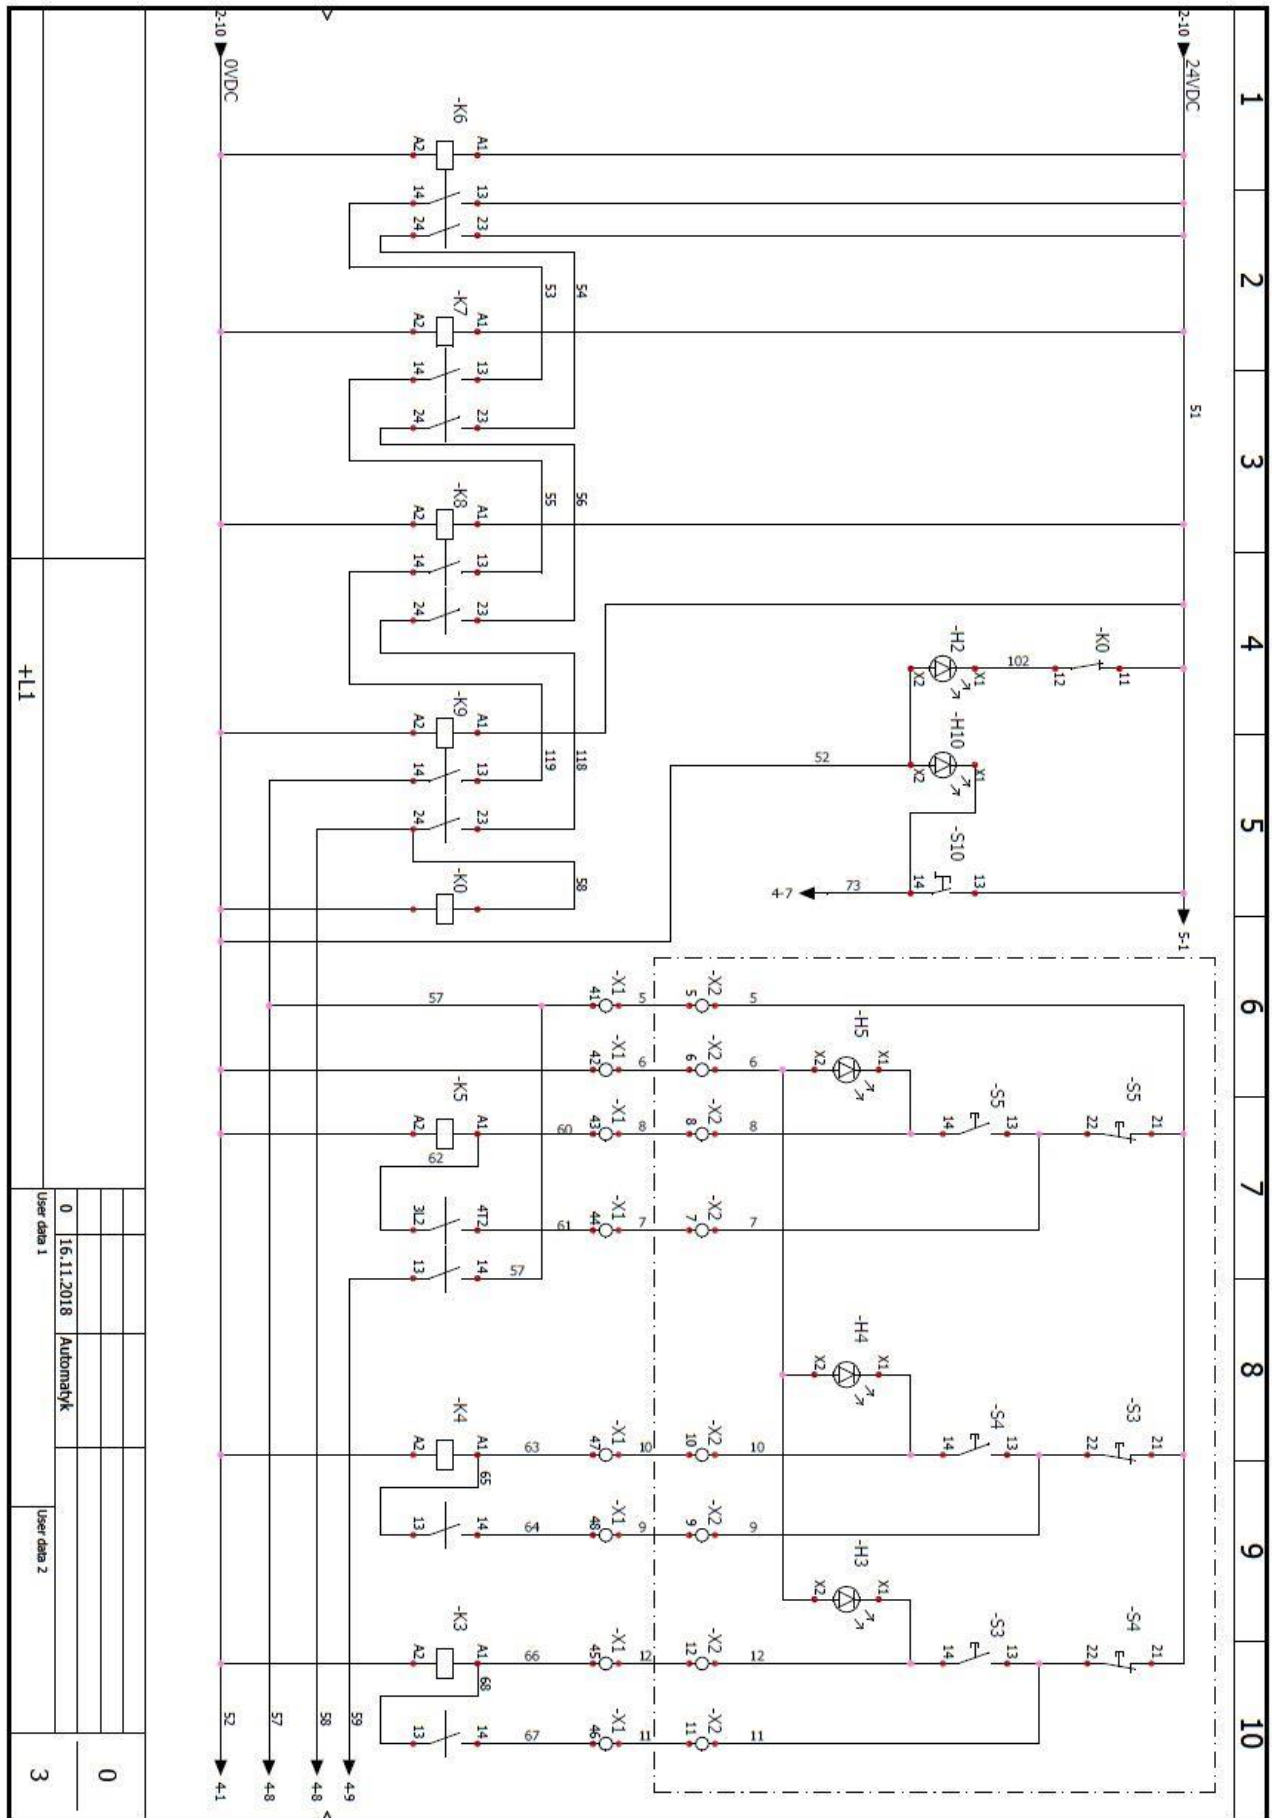 1
2
3
4
5
6
7
8
9
10
2-10
24VDC
51
5-1
-K0
11
12
102
-H2
X1
X2
-H10
X1
X2
-S10
13
14
73
4-7
52
2-10
0VDC
-K6
A1
A2
13
14
23
24
53
54
-K7
A1
A2
13
14
23
24
55
56
-K8
A1
A2
13
14
23
24
119
118
-K9
A1
A2
13
14
23
24
-K0
58
-S5
21
22
-S5
13
14
-H5
X1
X2
-X2
5
5
-X1
41
5
57
-X2
6
6
-X1
42
6
-X2
8
8
-X1
43
8
60
-K5
A1
A2
62
-X2
7
7
-X1
44
7
61
4T2
3L2
14
13
57
-S3
21
22
-S4
13
14
-H4
X1
X2
-X2
10
10
-X1
47
10
63
-K4
A1
A2
65
-X2
9
9
-X1
48
9
64
14
13
-S4
21
22
-S3
13
14
-H3
X1
X2
-X2
12
12
-X1
45
12
66
-K3
A1
A2
68
-X2
11
11
-X1
46
11
67
14
13
59
4-9
58
4-8
57
4-8
52
4-1
+L1
0
16.11.2018
Automatyk
User data 1
User data 2
0
3